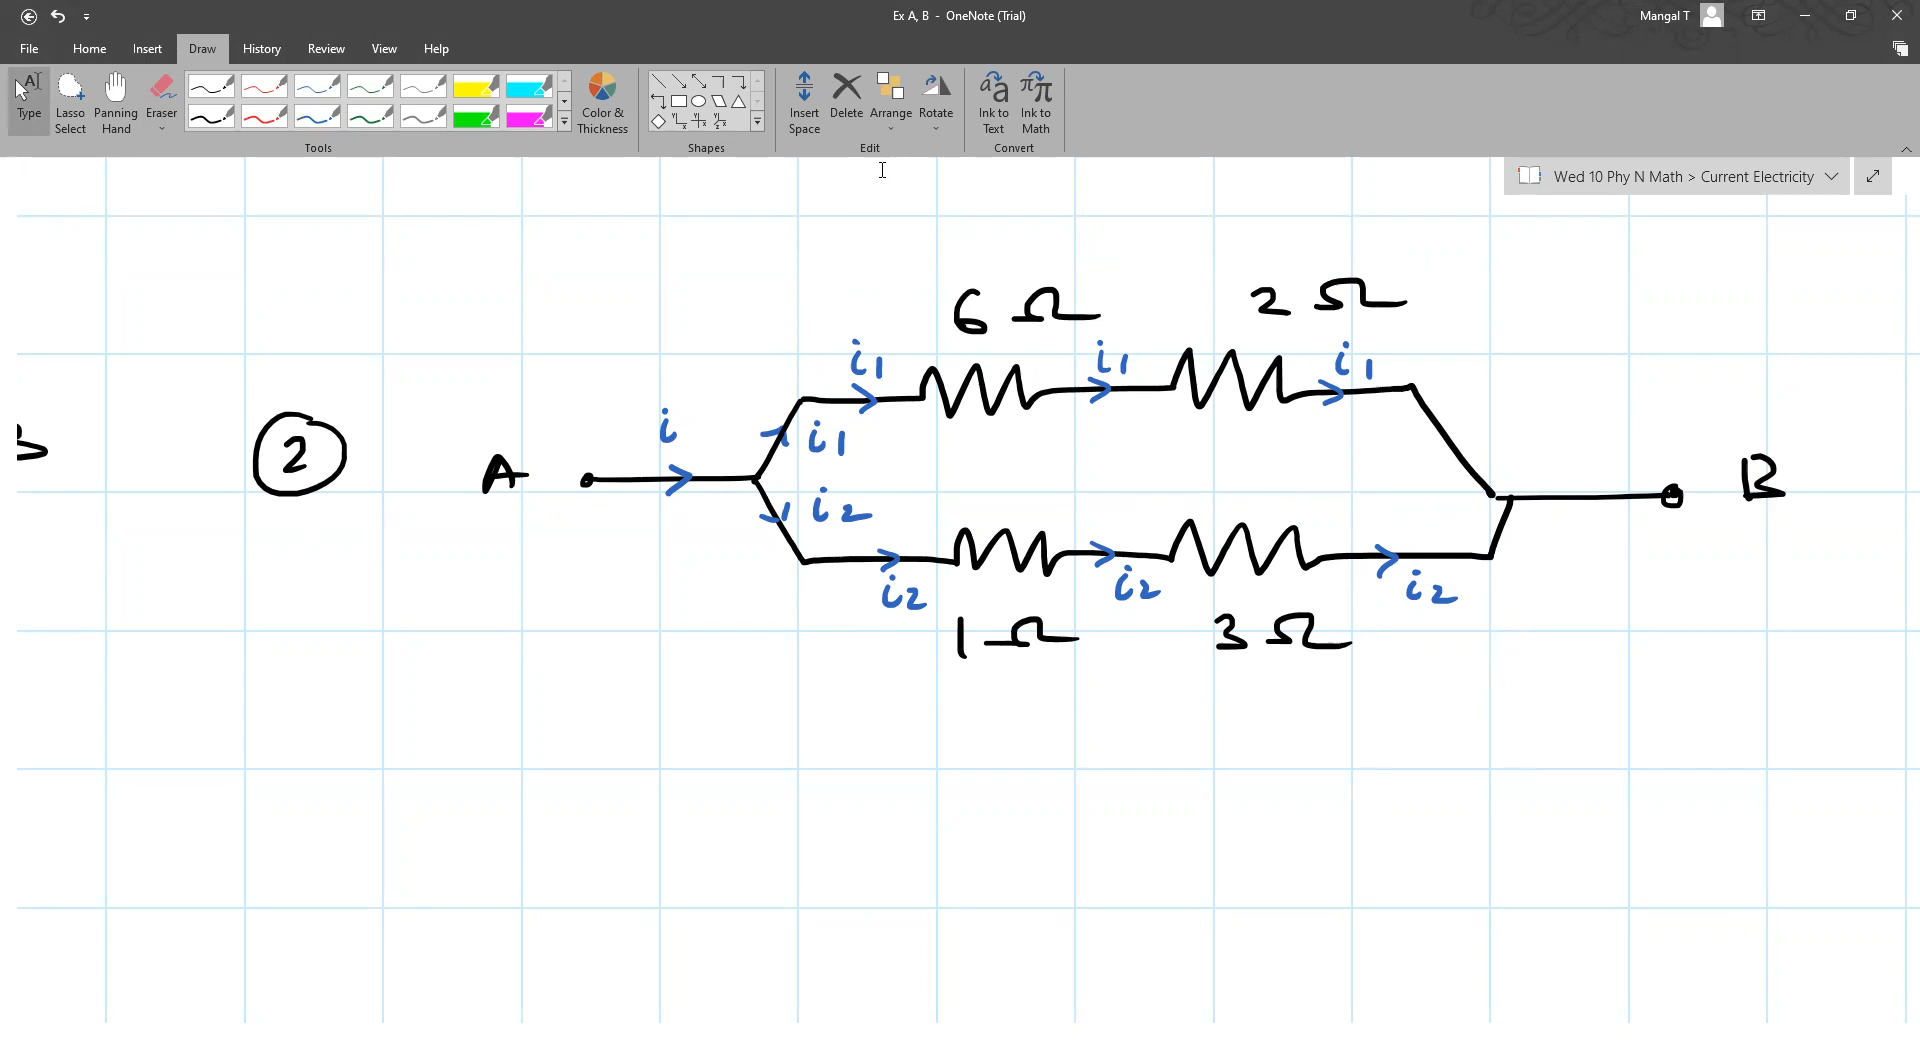 Ex A, B - OneNote (Trial)
Mangal T
File Home Insert Draw History Review View Help
Type
Lasso Select
Panning Hand
Eraser
Color & Thickness
Insert Space
Delete
Arrange
Rotate
Ink to Text
Ink to Math
Tools
Shapes
Edit
Convert
Wed 10 Phy N Math > Current Electricity
6 Ω 2 Ω
i1 i1 i1
i
i1
2 A B
i2
i2 i2 i2
1 Ω 3 Ω